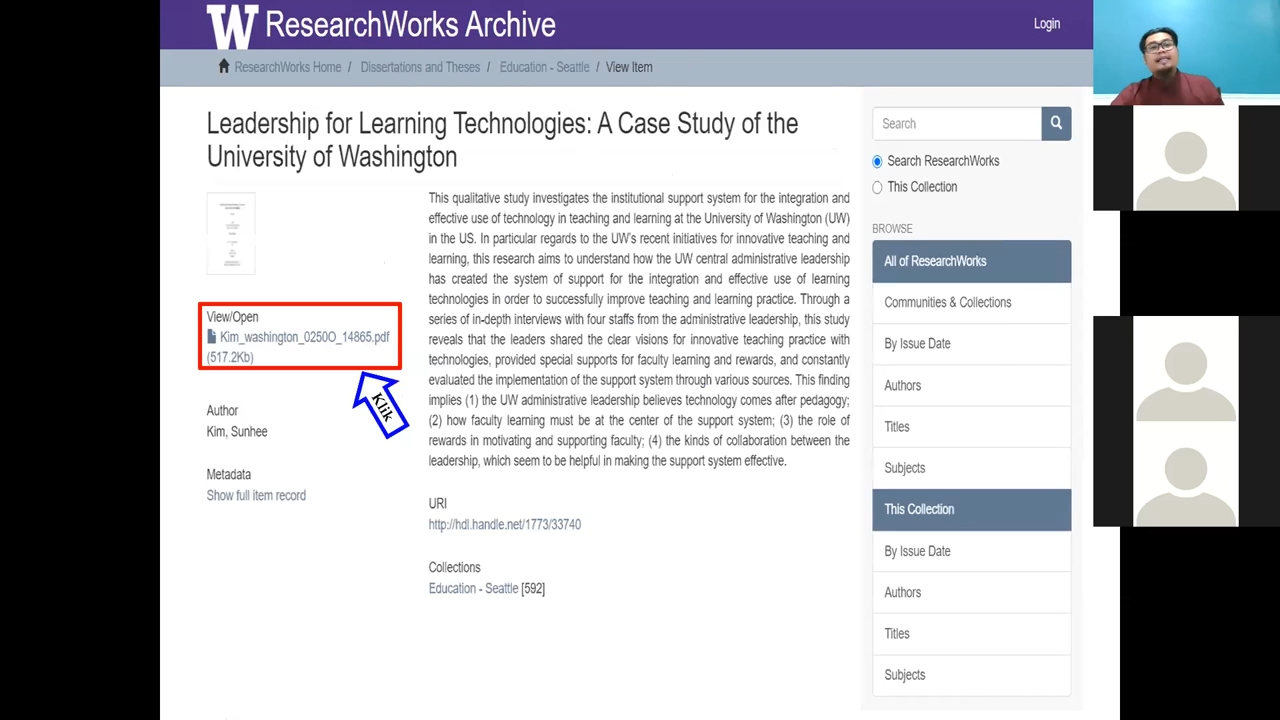 W ResearchWorks Archive
Login
ResearchWorks Home / Dissertations and Theses / Education - Seattle / View Item
Leadership for Learning Technologies: A Case Study of the
University of Washington
View/Open
Kim_washington_0250O_14865.pdf
(517.2Kb)
Klik
Author
Kim, Sunhee
Metadata
Show full item record
This qualitative study investigates the institutional support system for the integration and
effective use of technology in teaching and learning at the University of Washington (UW)
in the US. In particular regards to the UW's recent initiatives for innovative teaching and
learning, this research aims to understand how the UW central administrative leadership
has created the system of support for the integration and effective use of learning
technologies in order to successfully improve teaching and learning practice. Through a
series of in-depth interviews with four staffs from the administrative leadership, this study
reveals that the leaders shared the clear visions for innovative teaching practice with
technologies, provided special supports for faculty learning and rewards, and constantly
evaluated the implementation of the support system through various sources. This finding
implies (1) the UW administrative leadership believes technology comes after pedagogy;
(2) how faculty learning must be at the center of the support system; (3) the role of
rewards in motivating and supporting faculty; (4) the kinds of collaboration between the
leadership, which seem to be helpful in making the support system effective.
URI
http://hdl.handle.net/1773/33740
Collections
Education - Seattle [592]
Search
Search ResearchWorks
This Collection
BROWSE
All of ResearchWorks
Communities & Collections
By Issue Date
Authors
Titles
Subjects
This Collection
By Issue Date
Authors
Titles
Subjects